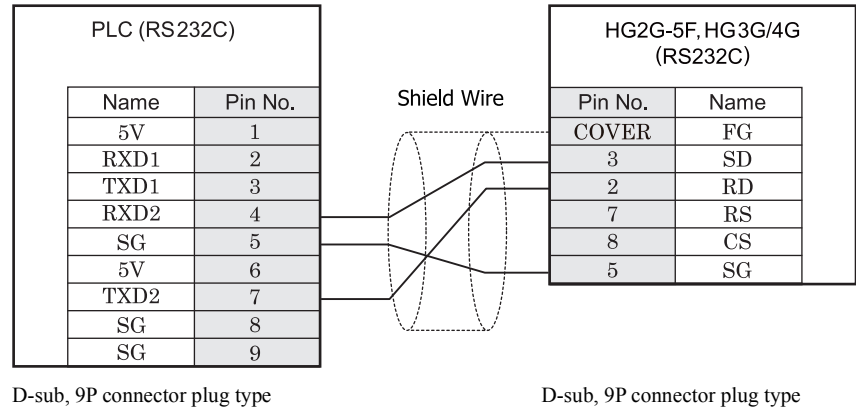 PLC (RS232C)
HG2G-5F, HG3G/4G
(RS232C)
Shield Wire
Name Pin No.
5V 1
RXD1 2
TXD1 3
RXD2 4
SG 5
5V 6
TXD2 7
SG 8
SG 9
Pin No. Name
COVER FG
3 SD
2 RD
7 RS
8 CS
5 SG
D-sub, 9P connector plug type
D-sub, 9P connector plug type